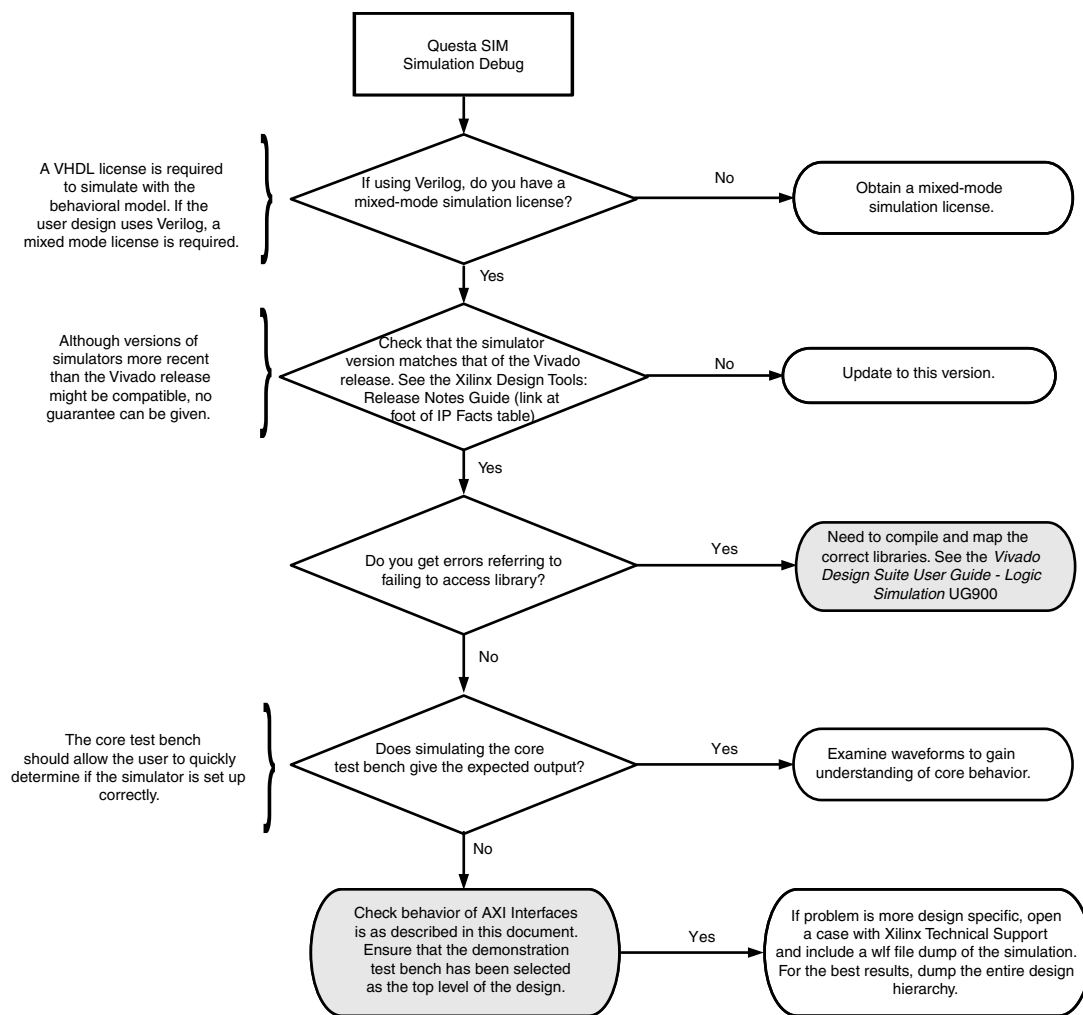 Questa SIM
Simulation Debug
A VHDL license is required
to simulate with the
behavioral model. If the
user design uses Verilog, a
mixed mode license is required.
If using Verilog, do you have a
mixed-mode simulation license?
No
Obtain a mixed-mode
simulation license.
Yes
Although versions of
simulators more recent
than the Vivado release
might be compatible, no
guarantee can be given.
Check that the simulator
version matches that of the Vivado
release. See the Xilinx Design Tools:
Release Notes Guide (link at
foot of IP Facts table)
No
Update to this version.
Yes
Do you get errors referring to
failing to access library?
Yes
Need to compile and map the
correct libraries. See the Vivado
Design Suite User Guide - Logic
Simulation UG900
No
The core test bench
should allow the user to quickly
determine if the simulator is set up
correctly.
Does simulating the core
test bench give the expected output?
Yes
Examine waveforms to gain
understanding of core behavior.
No
Check behavior of AXI Interfaces
is as described in this document.
Ensure that the demonstration
test bench has been selected
as the top level of the design.
Yes
If problem is more design specific, open
a case with Xilinx Technical Support
and include a wlf file dump of the simulation.
For the best results, dump the entire design
hierarchy.